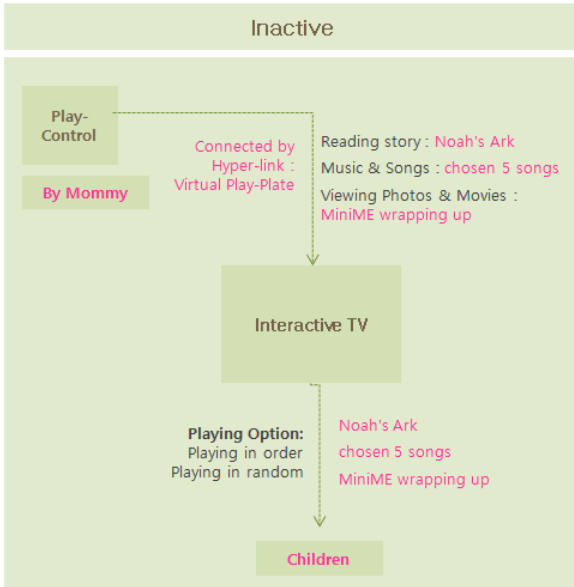 Inactive
Play-
Control
By Mommy
Connected by
Hyper-link :
Virtual Play-Plate
Reading story : Noah's Ark
Music & Songs : chosen 5 songs
Viewing Photos & Movies :
MiniME wrapping up
Interactive TV
Playing Option:
Playing in order
Playing in random
Noah's Ark
chosen 5 songs
MiniME wrapping up
Children